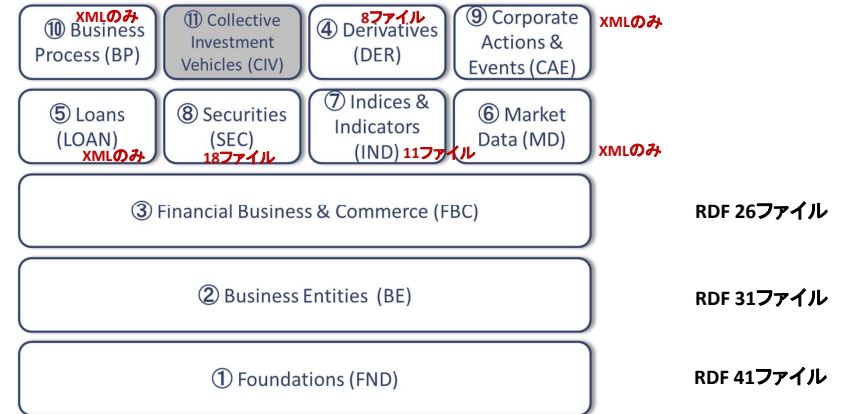 XMLのみ
⑩ Business
Process (BP)
⑪ Collective
Investment
Vehicles (CIV)
8ファイル
④ Derivatives
(DER)
⑨ Corporate
Actions &
Events (CAE)
XMLのみ
⑤ Loans
(LOAN)
XMLのみ
⑧ Securities
(SEC)
18ファイル
⑦ Indices &
Indicators
(IND) 11ファイル
⑥ Market
Data (MD)
XMLのみ
③ Financial Business & Commerce (FBC)
RDF 26ファイル
② Business Entities (BE)
RDF 31ファイル
① Foundations (FND)
RDF 41ファイル